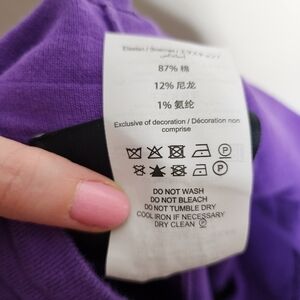 Elastan /
87% 棉
12% 尼龙
1% 氨纶
Exclusive of decoration / Décoration non
comprise
P
P
DO NOT WASH
DO NOT BLEACH
DO NOT TUMBLE DRY
COOL IRON IF NECESSARY
DRY CLEAN Ⓟ